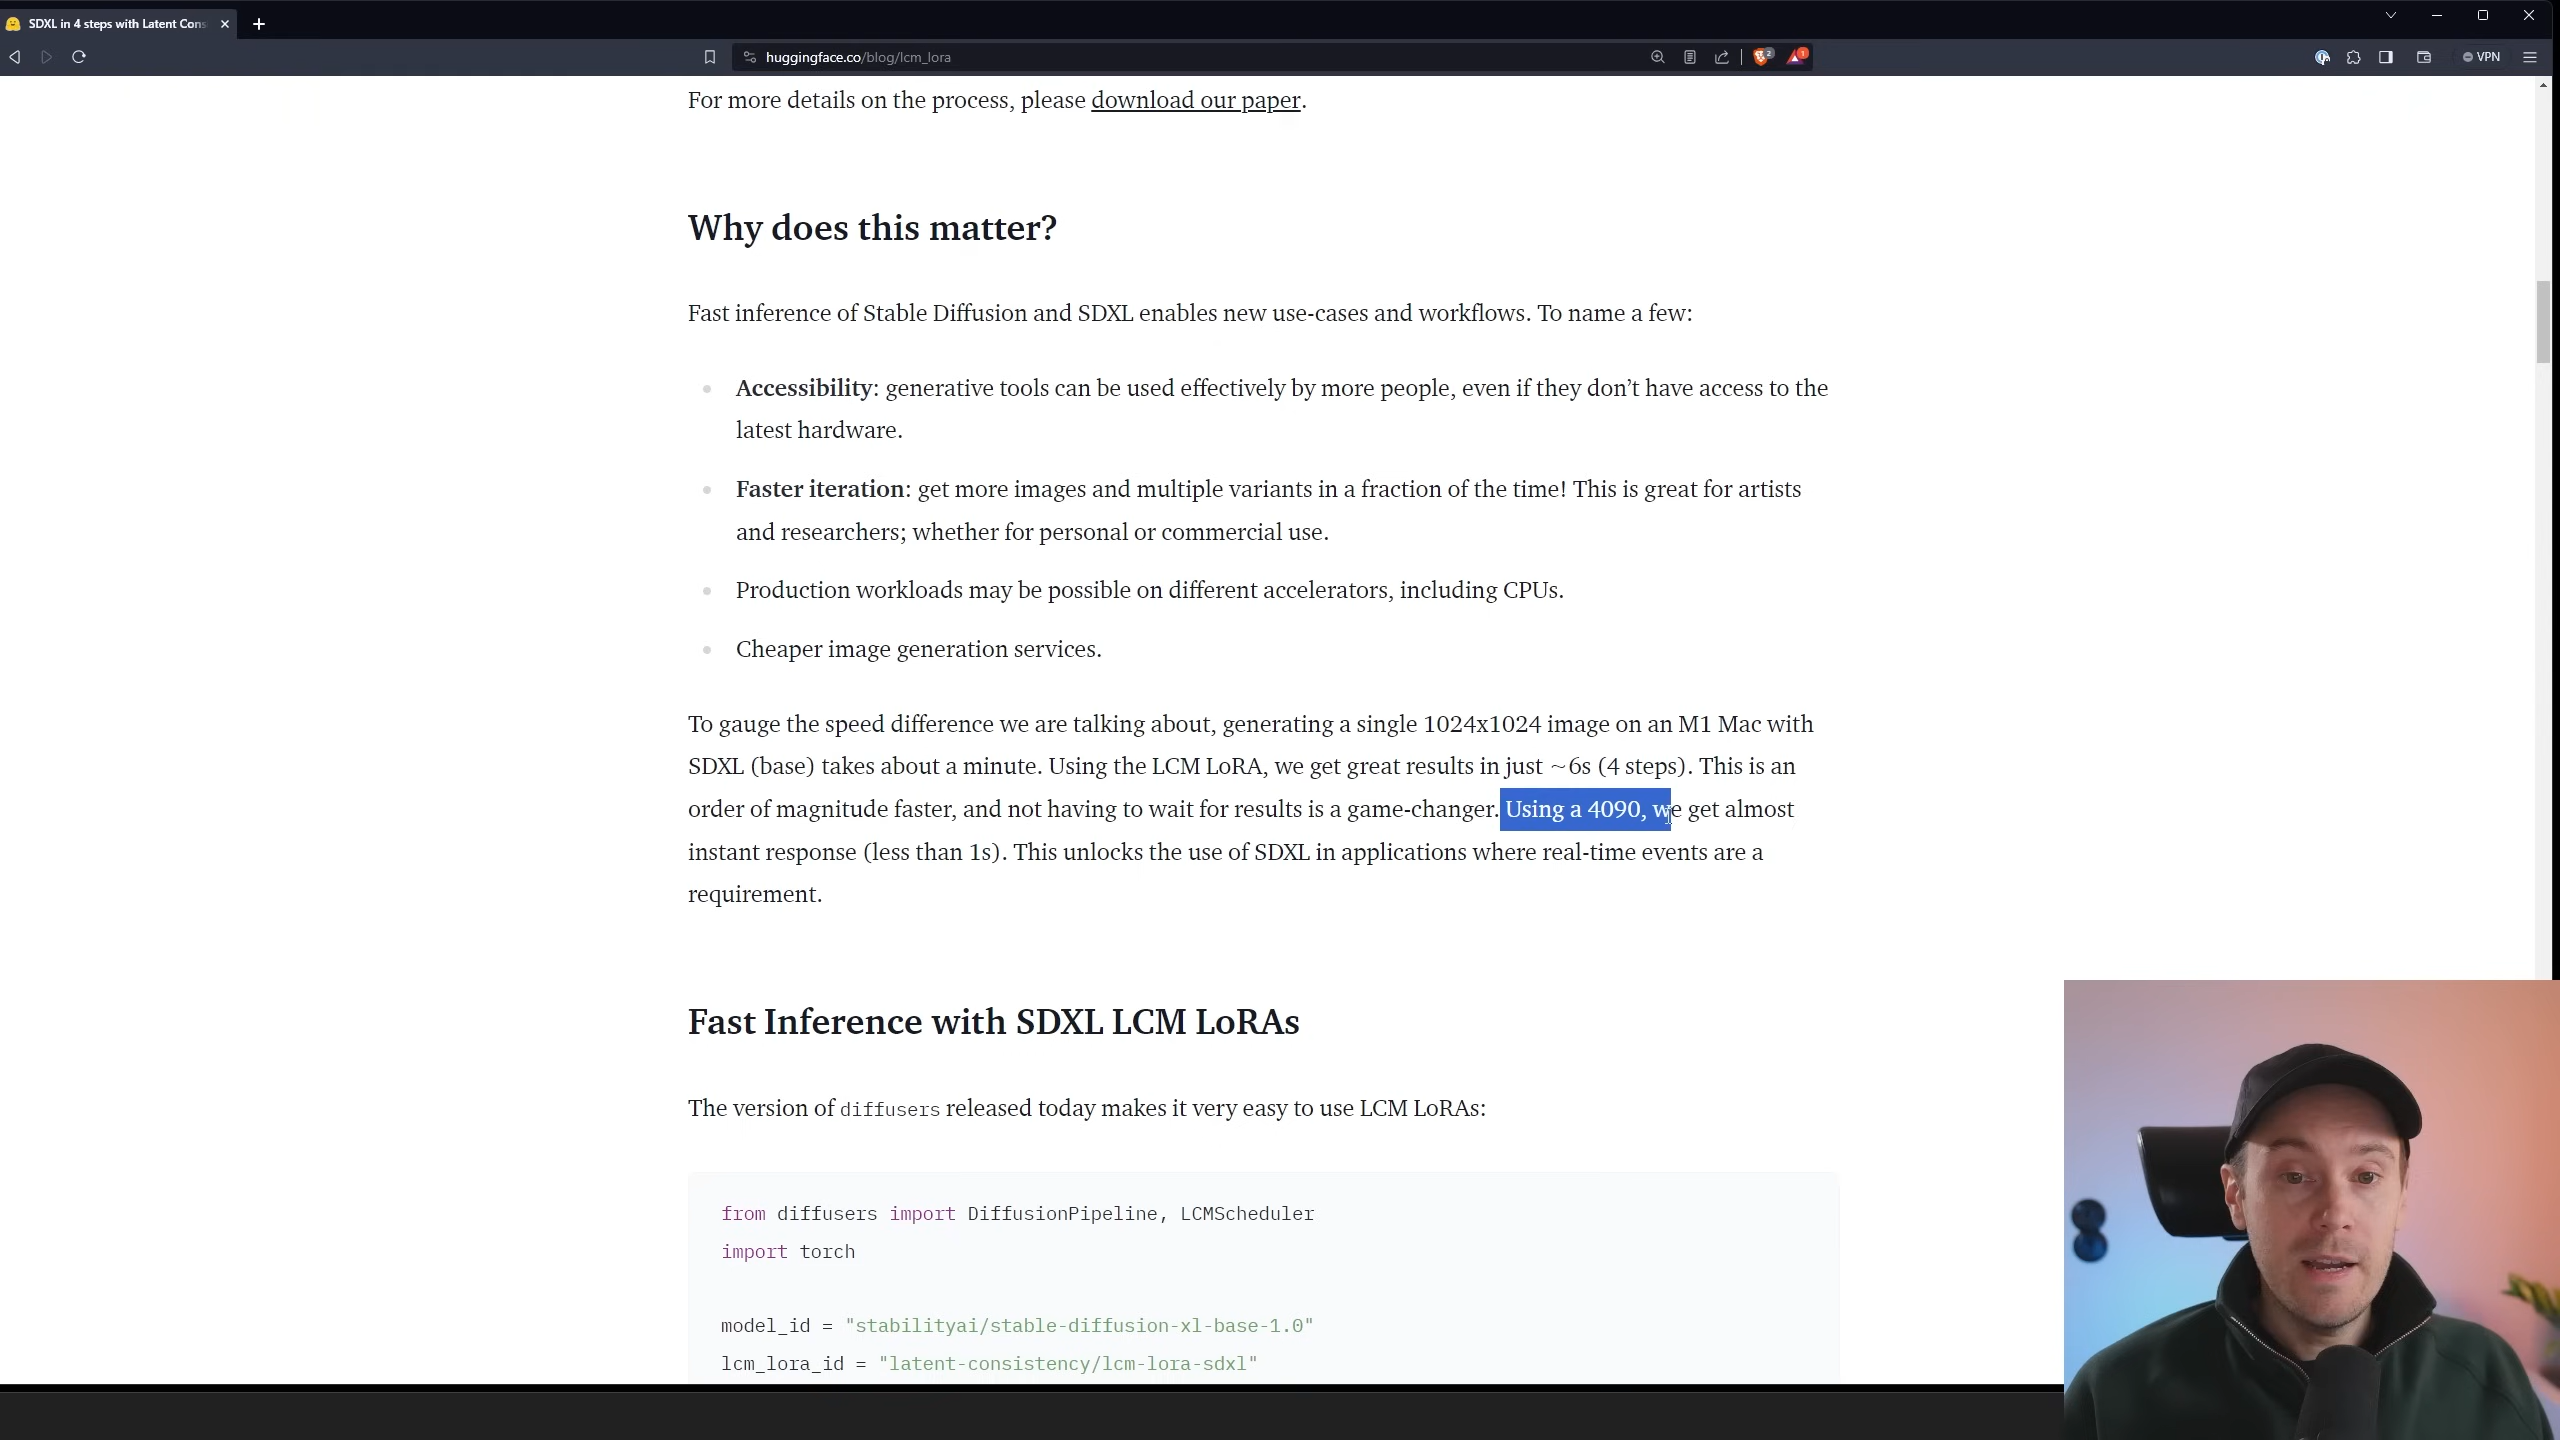 SDXL in 4 steps with Latent Cons
huggingface.co/blog/lcm_lora
2
1
VPN
For more details on the process, please download our paper.
Why does this matter?
Fast inference of Stable Diffusion and SDXL enables new use-cases and workflows. To name a few:
Accessibility: generative tools can be used effectively by more people, even if they don’t have access to the
latest hardware.
Faster iteration: get more images and multiple variants in a fraction of the time! This is great for artists
and researchers; whether for personal or commercial use.
Production workloads may be possible on different accelerators, including CPUs.
Cheaper image generation services.
To gauge the speed difference we are talking about, generating a single 1024x1024 image on an M1 Mac with
SDXL (base) takes about a minute. Using the LCM LoRA, we get great results in just ~6s (4 steps). This is an
order of magnitude faster, and not having to wait for results is a game-changer. Using a 4090, we get almost
instant response (less than 1s). This unlocks the use of SDXL in applications where real-time events are a
requirement.
Fast Inference with SDXL LCM LoRAs
The version of diffusers released today makes it very easy to use LCM LoRAs:
from diffusers import DiffusionPipeline, LCMScheduler
import torch
model_id = "stabilityai/stable-diffusion-xl-base-1.0"
lcm_lora_id = "latent-consistency/lcm-lora-sdxl"